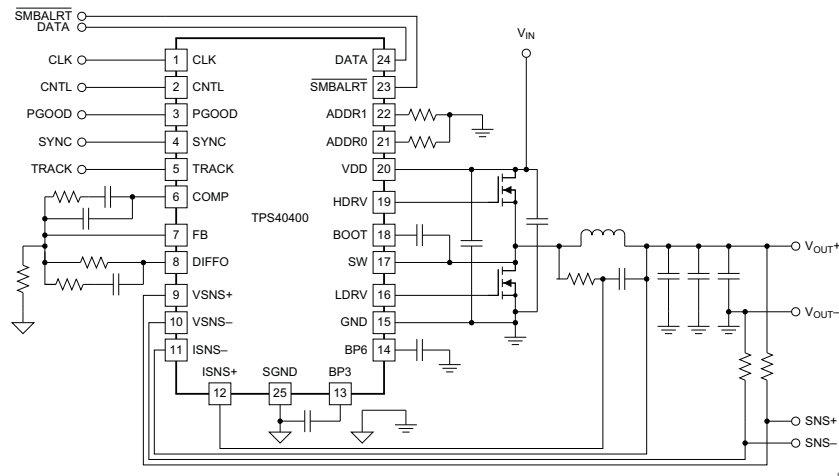 SMBALRT
DATA
CLK 1 CLK
CNTL 2 CNTL
PGOOD 3 PGOOD
SYNC 4 SYNC
TRACK 5 TRACK
6 COMP
7 FB
8 DIFFO
9 VSNS+
10 VSNS–
11 ISNS–
TPS40400
DATA 24
SMBALRT 23
ADDR1 22
ADDR0 21
VDD 20
HDRV 19
BOOT 18
SW 17
LDRV 16
GND 15
BP6 14
ISNS+ SGND BP3
12 25 13
VIN
VOUT+
VOUT–
SNS+
SNS–